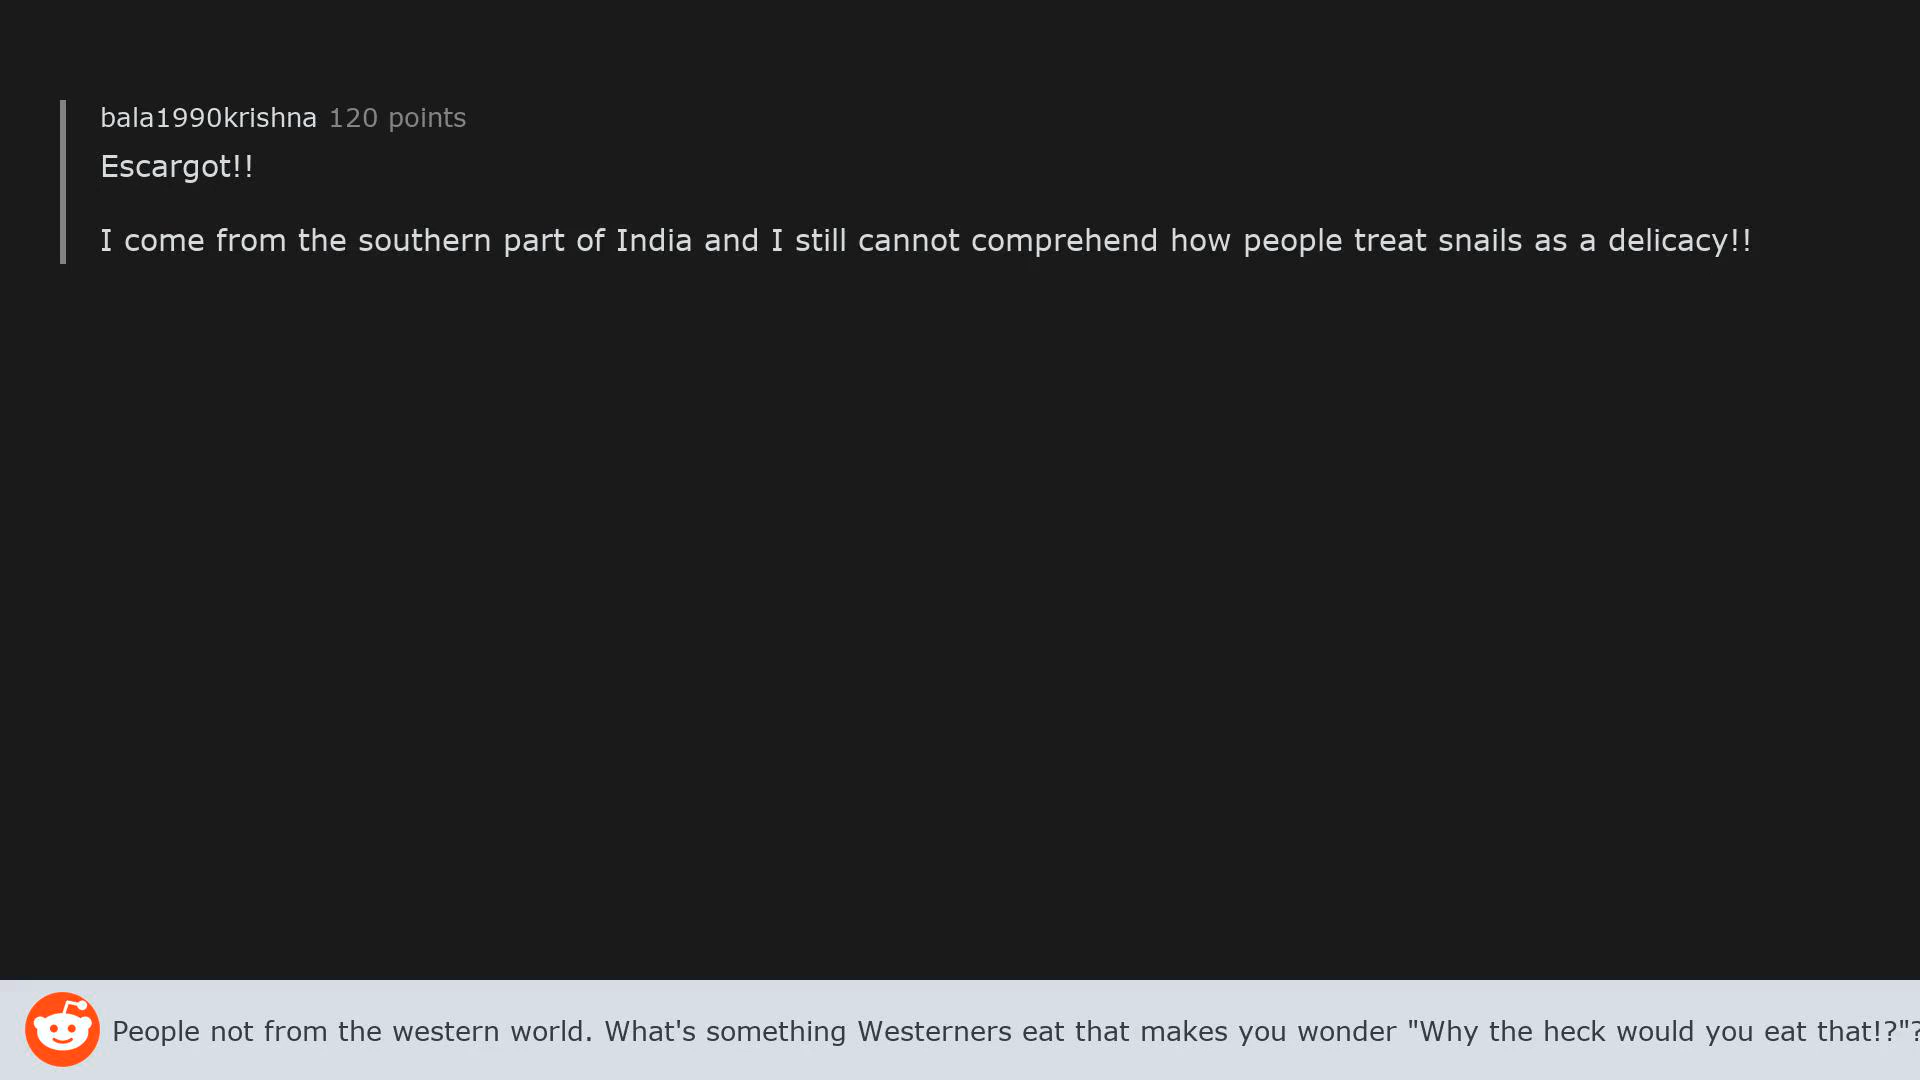 bala1990krishna 120 points
Escargot!!
I come from the southern part of India and I still cannot comprehend how people treat snails as a delicacy!!
People not from the western world. What's something Westerners eat that makes you wonder "Why the heck would you eat that!?"?